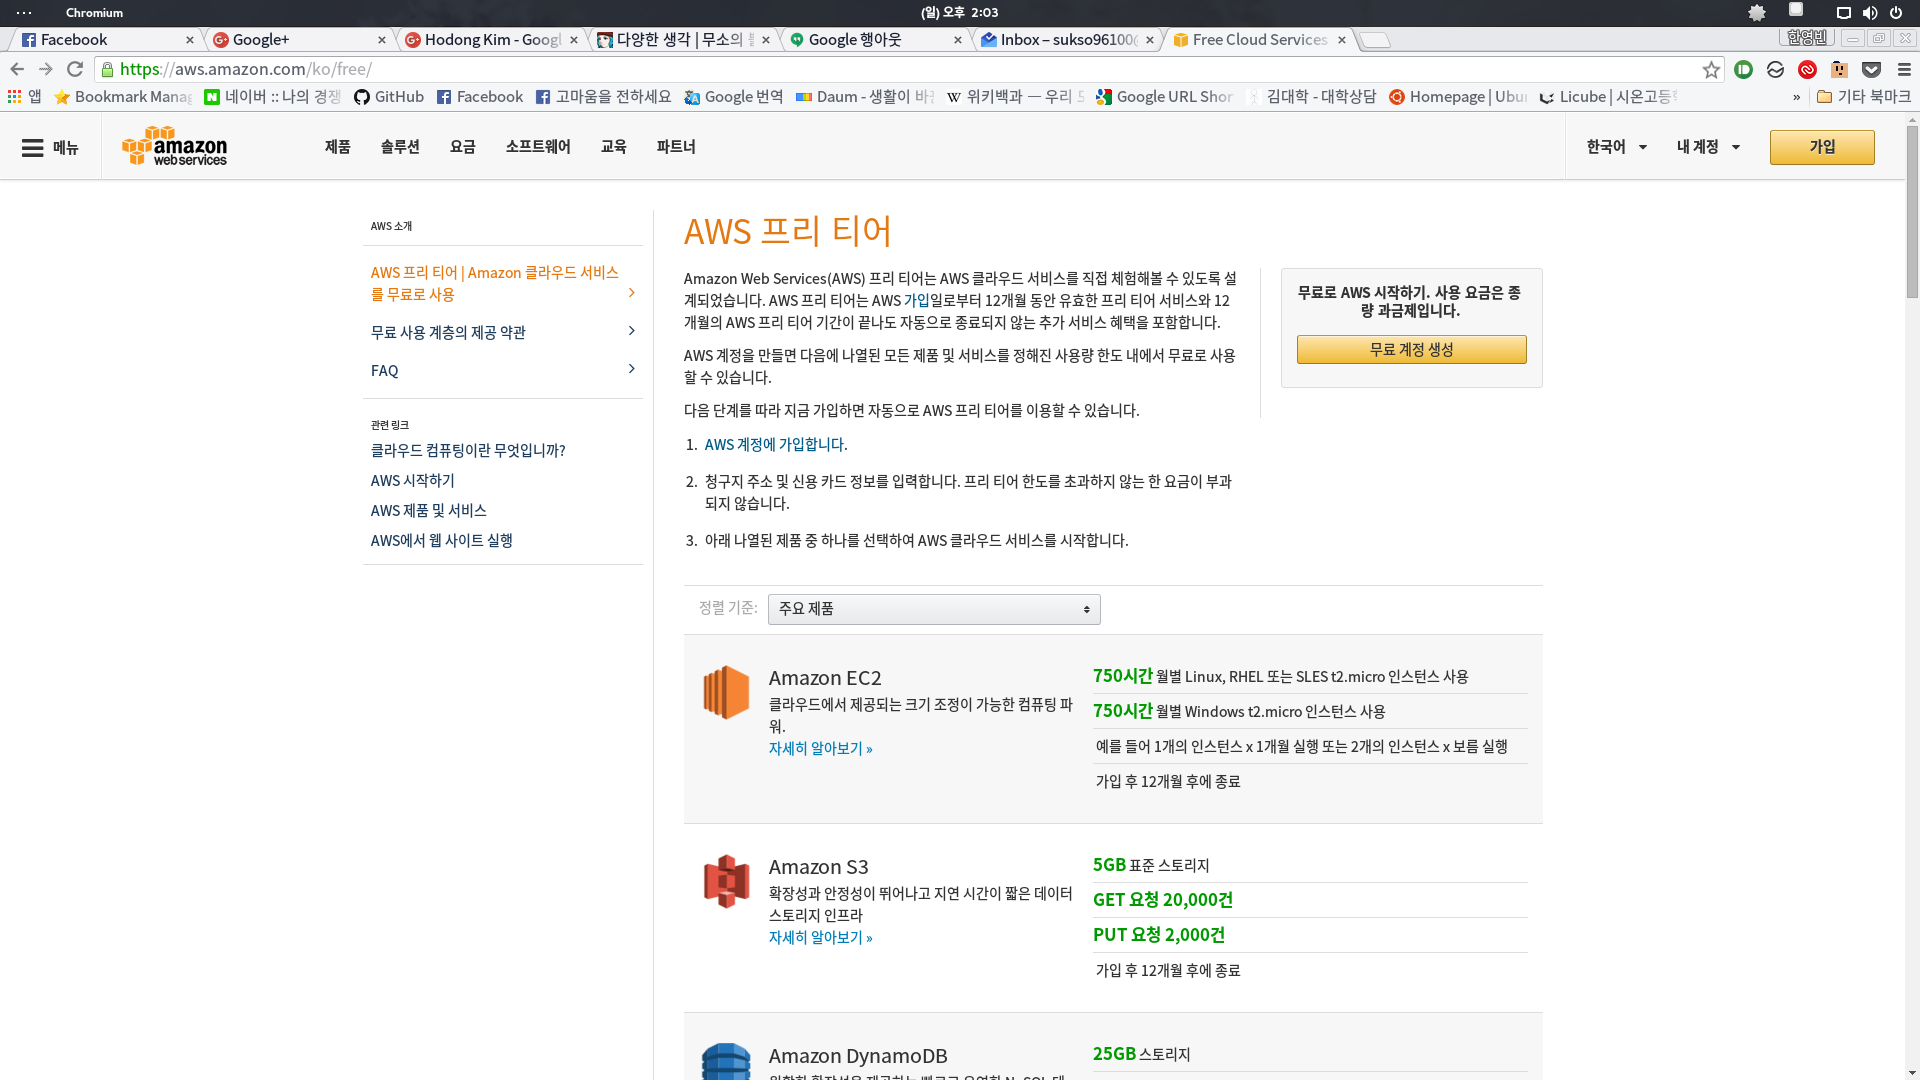 Chromium
(일) 오후 2:03
Facebook
Google+
Hodong Kim - Googl
다양한 생각 | 무소의
Google 행아웃
Inbox – sukso96100@
Free Cloud Services
한영빈
https://aws.amazon.com/ko/free/
앱
Bookmark Manag
네이버 :: 나의 경쟁
GitHub
Facebook
고마움을 전하세요
Google 번역
Daum - 생활이 바
위키백과 — 우리
Google URL Shor
김대학 - 대학상담
Homepage | Ubu
Licube | 시온고등
»
기타 북마크
메뉴
amazon
web services
제품
솔루션
요금
소프트웨어
교육
파트너
한국어
내 계정
가입
AWS 소개
AWS 프리 티어 | Amazon 클라우드 서비스
를 무료로 사용
무료 사용 계층의 제공 약관
FAQ
관련 링크
클라우드 컴퓨팅이란 무엇입니까?
AWS 시작하기
AWS 제품 및 서비스
AWS에서 웹 사이트 실행
AWS 프리 티어
Amazon Web Services(AWS) 프리 티어는 AWS 클라우드 서비스를 직접 체험해볼 수 있도록 설
계되었습니다. AWS 프리 티어는 AWS 가입일로부터 12개월 동안 유효한 프리 티어 서비스와 12
개월의 AWS 프리 티어 기간이 끝나도 자동으로 종료되지 않는 추가 서비스 혜택을 포함합니다.
AWS 계정을 만들면 다음에 나열된 모든 제품 및 서비스를 정해진 사용량 한도 내에서 무료로 사용
할 수 있습니다.
다음 단계를 따라 지금 가입하면 자동으로 AWS 프리 티어를 이용할 수 있습니다.
1. AWS 계정에 가입합니다.
2. 청구지 주소 및 신용 카드 정보를 입력합니다. 프리 티어 한도를 초과하지 않는 한 요금이 부과
되지 않습니다.
3. 아래 나열된 제품 중 하나를 선택하여 AWS 클라우드 서비스를 시작합니다.
무료로 AWS 시작하기. 사용 요금은 종
량 과금제입니다.
무료 계정 생성
정렬 기준:
주요 제품
Amazon EC2
클라우드에서 제공되는 크기 조정이 가능한 컴퓨팅 파
워.
자세히 알아보기 »
750시간 월별 Linux, RHEL 또는 SLES t2.micro 인스턴스 사용
750시간 월별 Windows t2.micro 인스턴스 사용
예를 들어 1개의 인스턴스 x 1개월 실행 또는 2개의 인스턴스 x 보름 실행
가입 후 12개월 후에 종료
Amazon S3
확장성과 안정성이 뛰어나고 지연 시간이 짧은 데이터
스토리지 인프라
자세히 알아보기 »
5GB 표준 스토리지
GET 요청 20,000건
PUT 요청 2,000건
가입 후 12개월 후에 종료
Amazon DynamoDB
25GB 스토리지